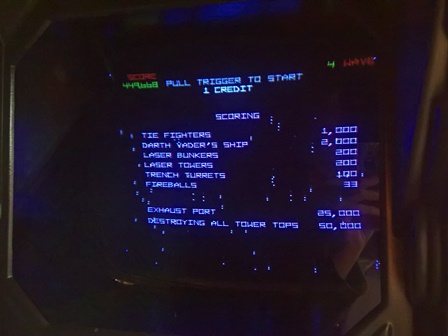 SCORE
4 WAVE
PULL TRIGGER TO START
1 CREDIT
SCORING
TIE FIGHTERS 1,000
DARTH VADER'S SHIP 2,000
LASER BUNKERS 200
LASER TOWERS 200
TRENCH TURRETS 100
FIREBALLS 33
EXHAUST PORT 25,000
DESTROYING ALL TOWER TOPS 50,000